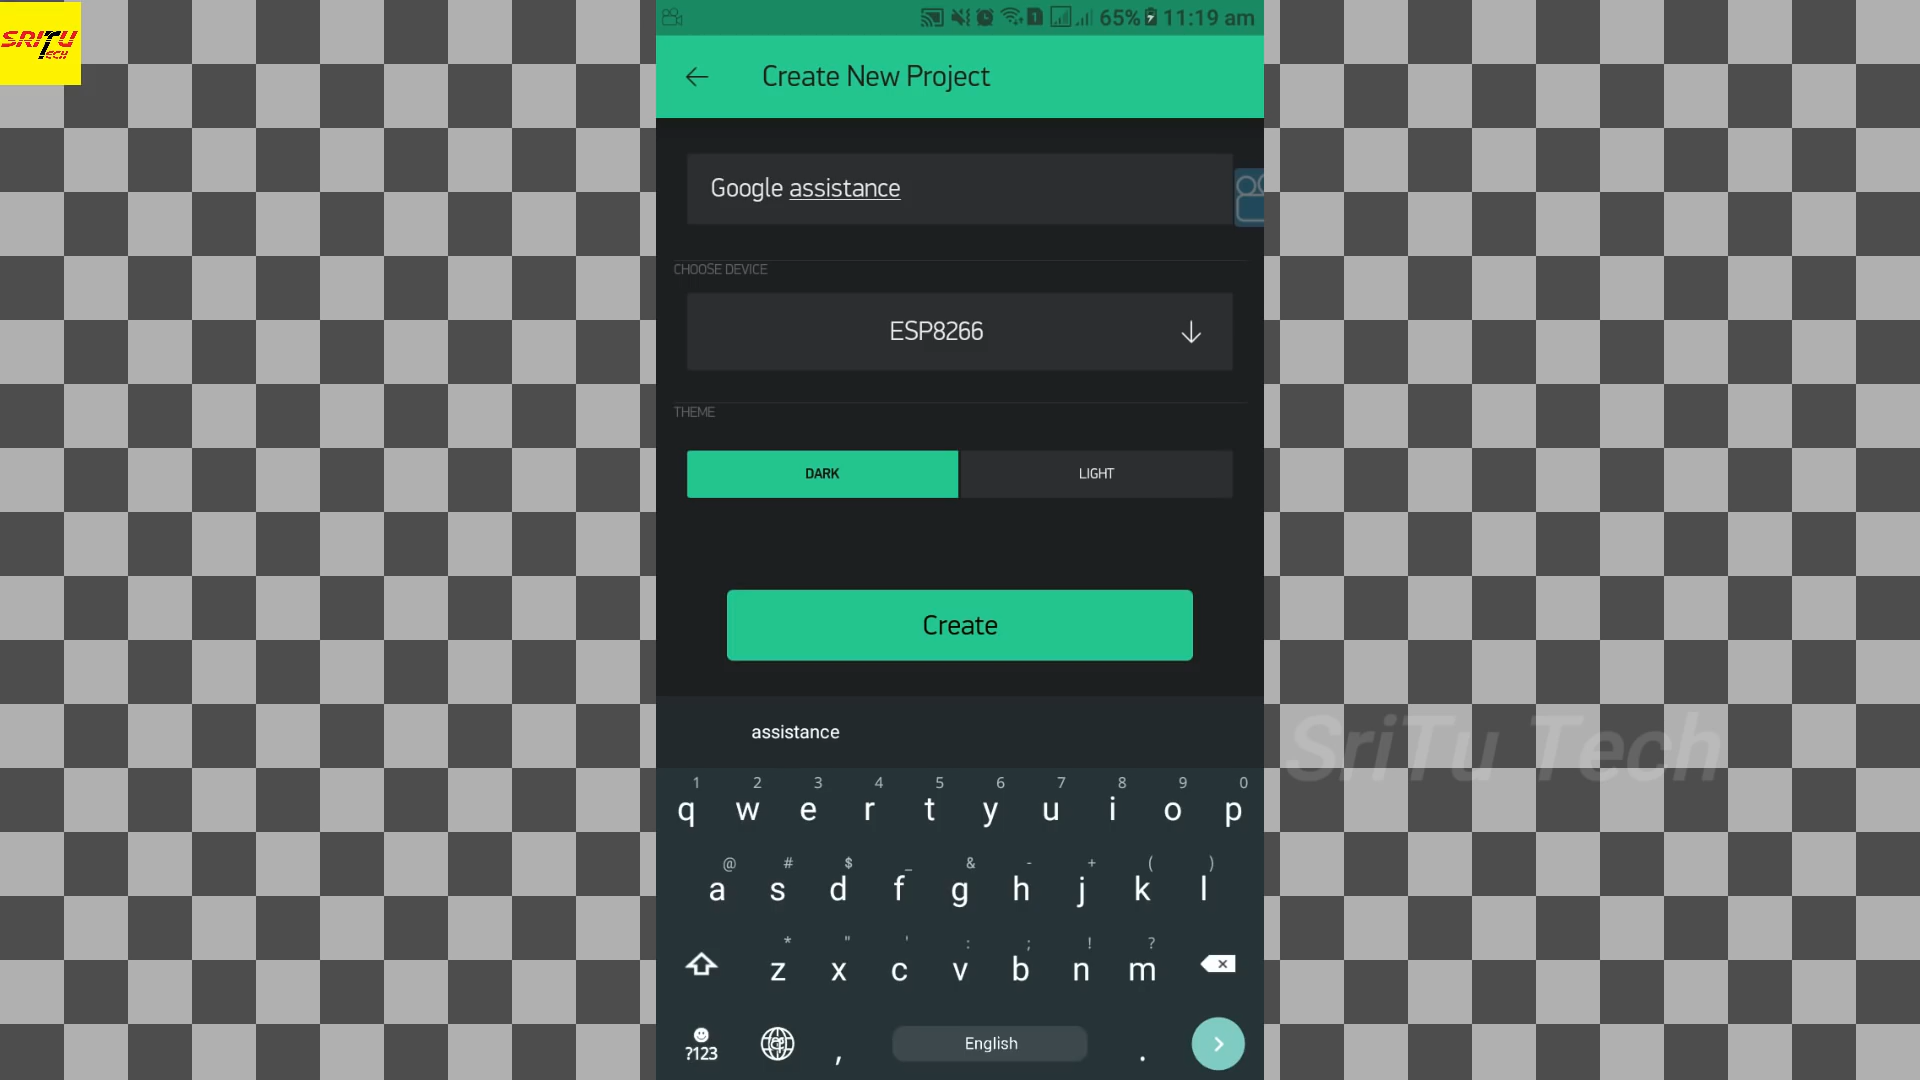 SRITU
TECH
65% 11:19 am
Create New Project
Google assistance
CHOOSE DEVICE
ESP8266
THEME
DARK LIGHT
Create
assistance
1 2 3 4 5 6 7 8 9 0
q w e r t y u i o p
@ # $ _ & - + ( )
a s d f g h j k l
* " ' : ; ! ?
z x c v b n m
?123 , English .
SriTu Tech